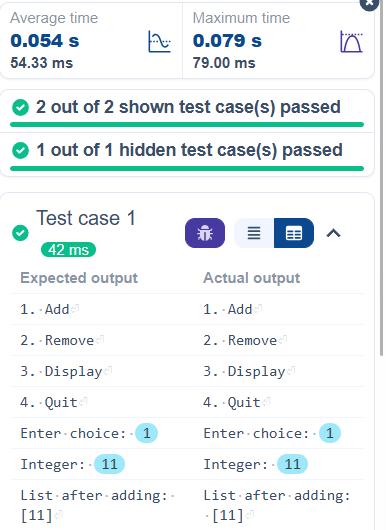 Average time
Maximum time
0.054 s
0.079 s
54.33 ms
79.00 ms
2 out of 2 shown test case(s) passed
1 out of 1 hidden test case(s) passed
Test case 1
42 ms
Expected output
Actual output
1.·Add⏎
1.·Add⏎
2.·Remove⏎
2.·Remove⏎
3.·Display⏎
3.·Display⏎
4.·Quit⏎
4.·Quit⏎
Enter·choice:· 1
Enter·choice:· 1
Integer:· 11
Integer:· 11
List·after·adding:·
List·after·adding:
[11]⏎
·[11]⏎